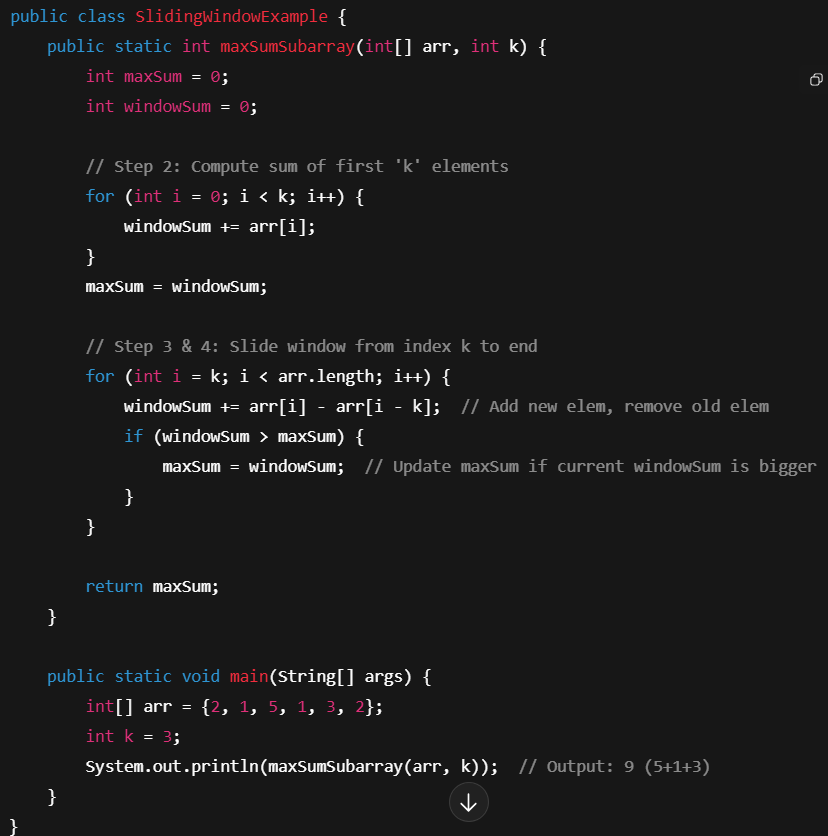 public class SlidingWindowExample {
    public static int maxSumSubarray(int[] arr, int k) {
        int maxSum = 0;
        int windowSum = 0;

        // Step 2: Compute sum of first 'k' elements
        for (int i = 0; i < k; i++) {
            windowSum += arr[i];
        }
        maxSum = windowSum;

        // Step 3 & 4: Slide window from index k to end
        for (int i = k; i < arr.length; i++) {
            windowSum += arr[i] - arr[i - k];  // Add new elem, remove old elem
            if (windowSum > maxSum) {
                maxSum = windowSum;  // Update maxSum if current windowSum is bigger
            }
        }

        return maxSum;
    }

    public static void main(String[] args) {
        int[] arr = {2, 1, 5, 1, 3, 2};
        int k = 3;
        System.out.println(maxSumSubarray(arr, k));  // Output: 9 (5+1+3)
    }
}